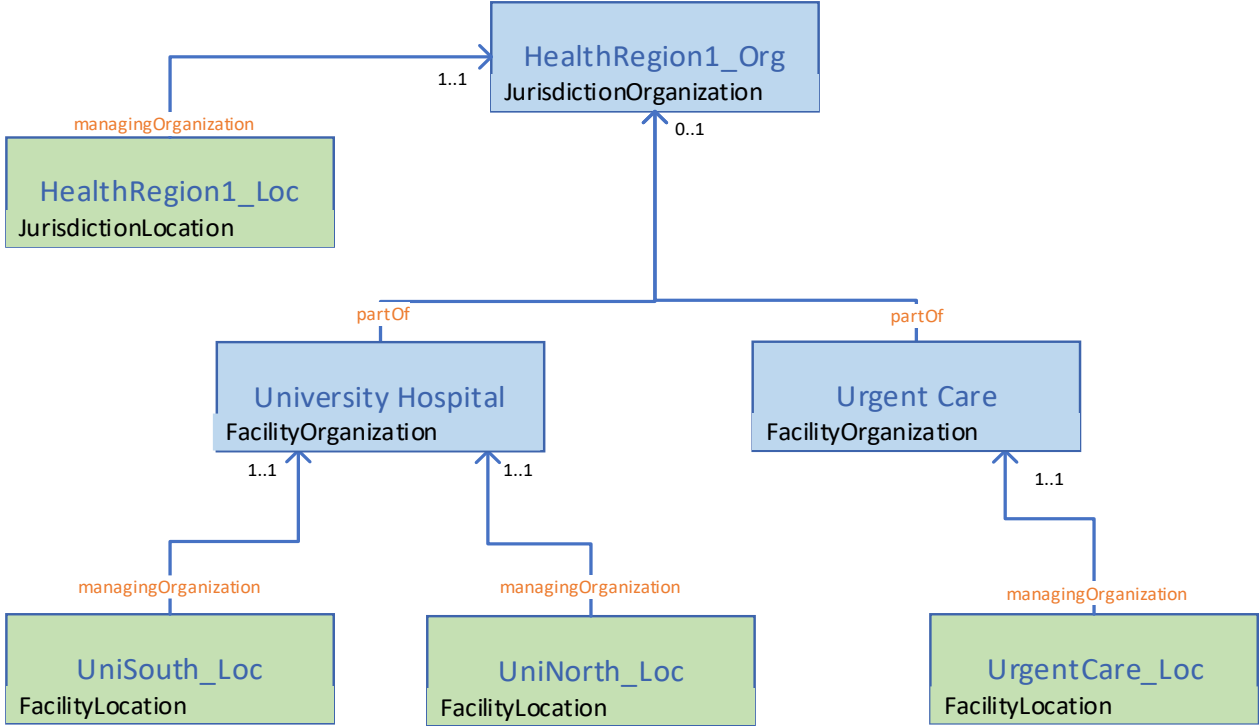 HealthRegion1_Org
JurisdictionOrganization
1..1
managingOrganization
0..1
HealthRegion1_Loc
JurisdictionLocation
partOf
partOf
University Hospital
FacilityOrganization
Urgent Care
FacilityOrganization
1..1
1..1
1..1
managingOrganization
managingOrganization
managingOrganization
UniSouth_Loc
FacilityLocation
UniNorth_Loc
FacilityLocation
UrgentCare_Loc
FacilityLocation